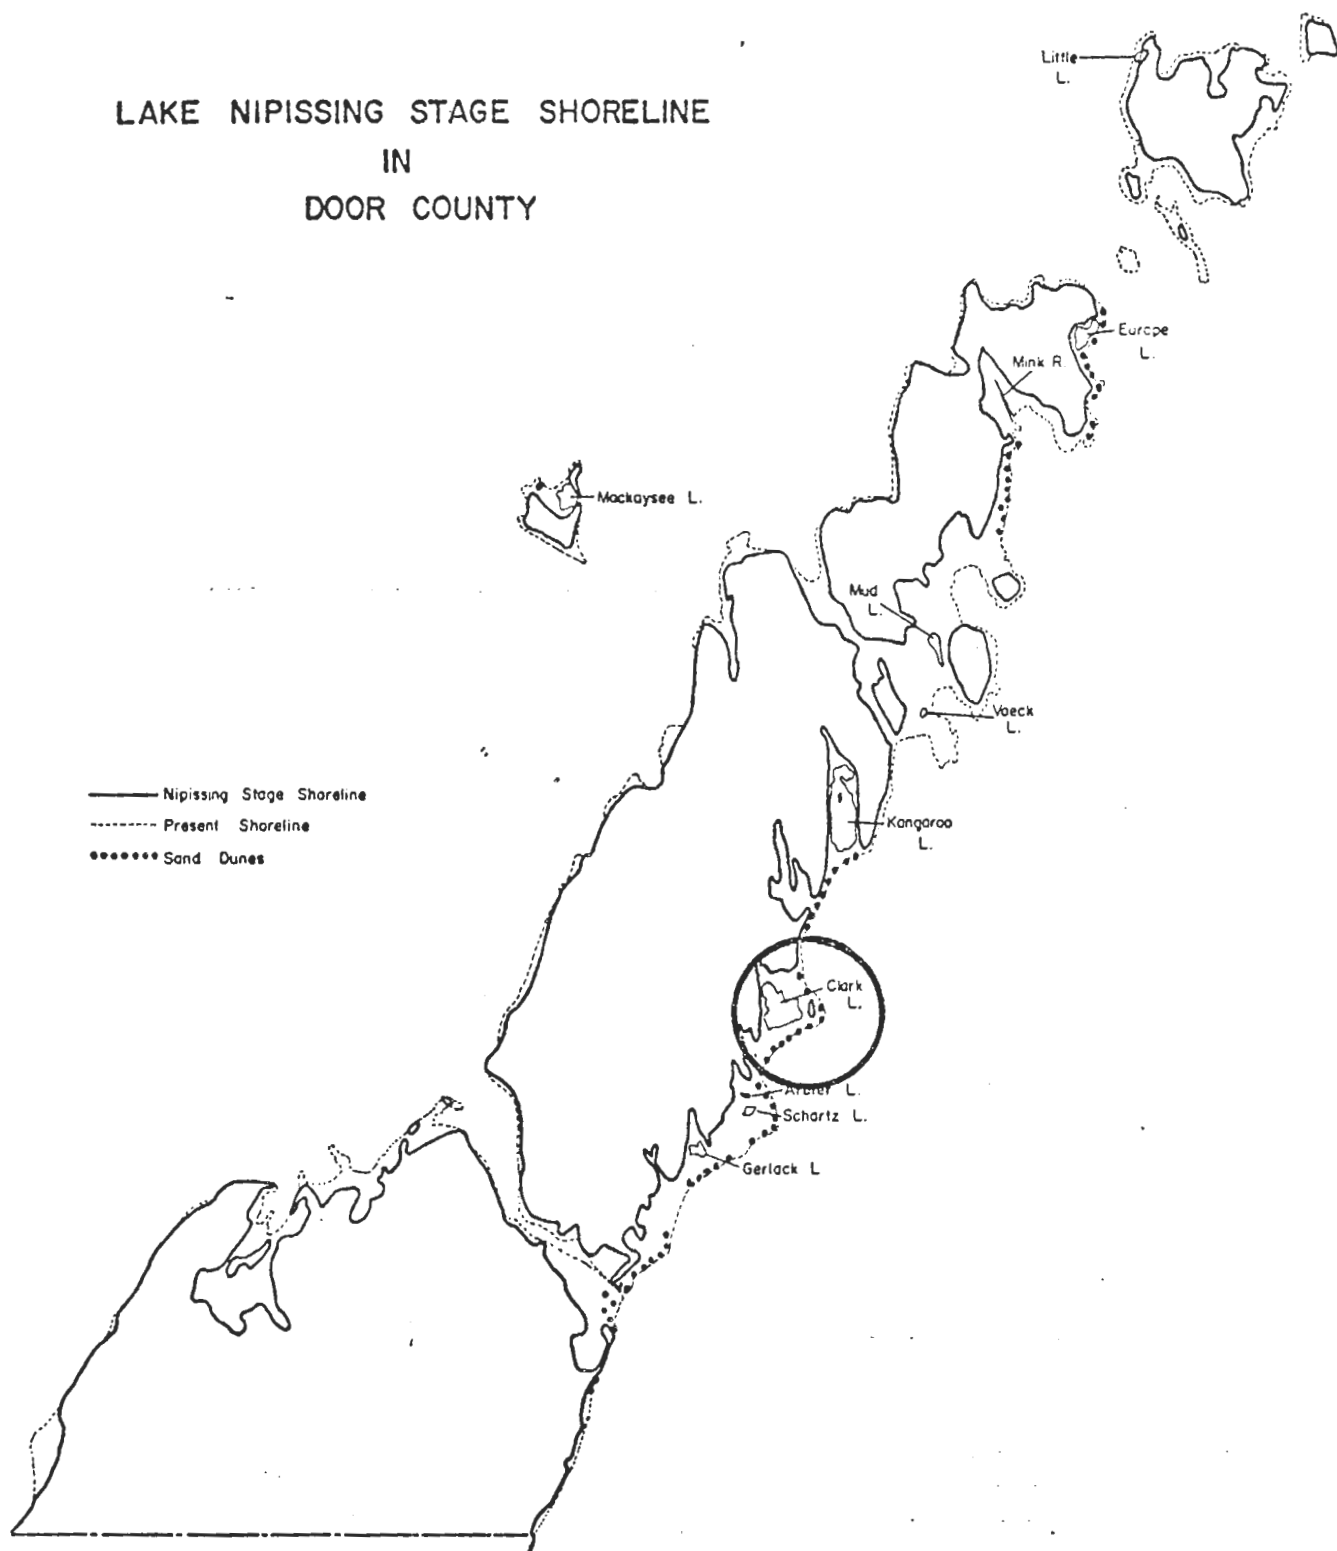 LAKE NIPISSING STAGE SHORELINE
IN
DOOR COUNTY
Little
L.
Europe
L.
Mink R.
Mackaysee L.
Mud
L.
Voeck
L.
Nipissing Stage Shoreline
Present Shoreline
Sand Dunes
Kangaroo
L.
Clark
L.
L.
Schartz L.
Gerlack L